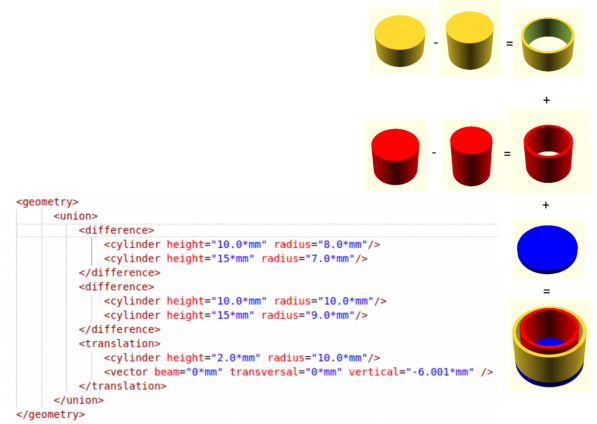 - =
+
- =
+
=
<geometry>
<union>
<difference>
<cylinder height="10.0*mm" radius="8.0*mm"/>
<cylinder height="15*mm" radius="7.0*mm"/>
</difference>
<difference>
<cylinder height="10.0*mm" radius="10.0*mm"/>
<cylinder height="15*mm" radius="9.0*mm"/>
</difference>
<translation>
<cylinder height="2.0*mm" radius="10.0*mm"/>
<vector beam="0*mm" transversal="0*mm" vertical="-6.001*mm" />
</translation>
</union>
</geometry>